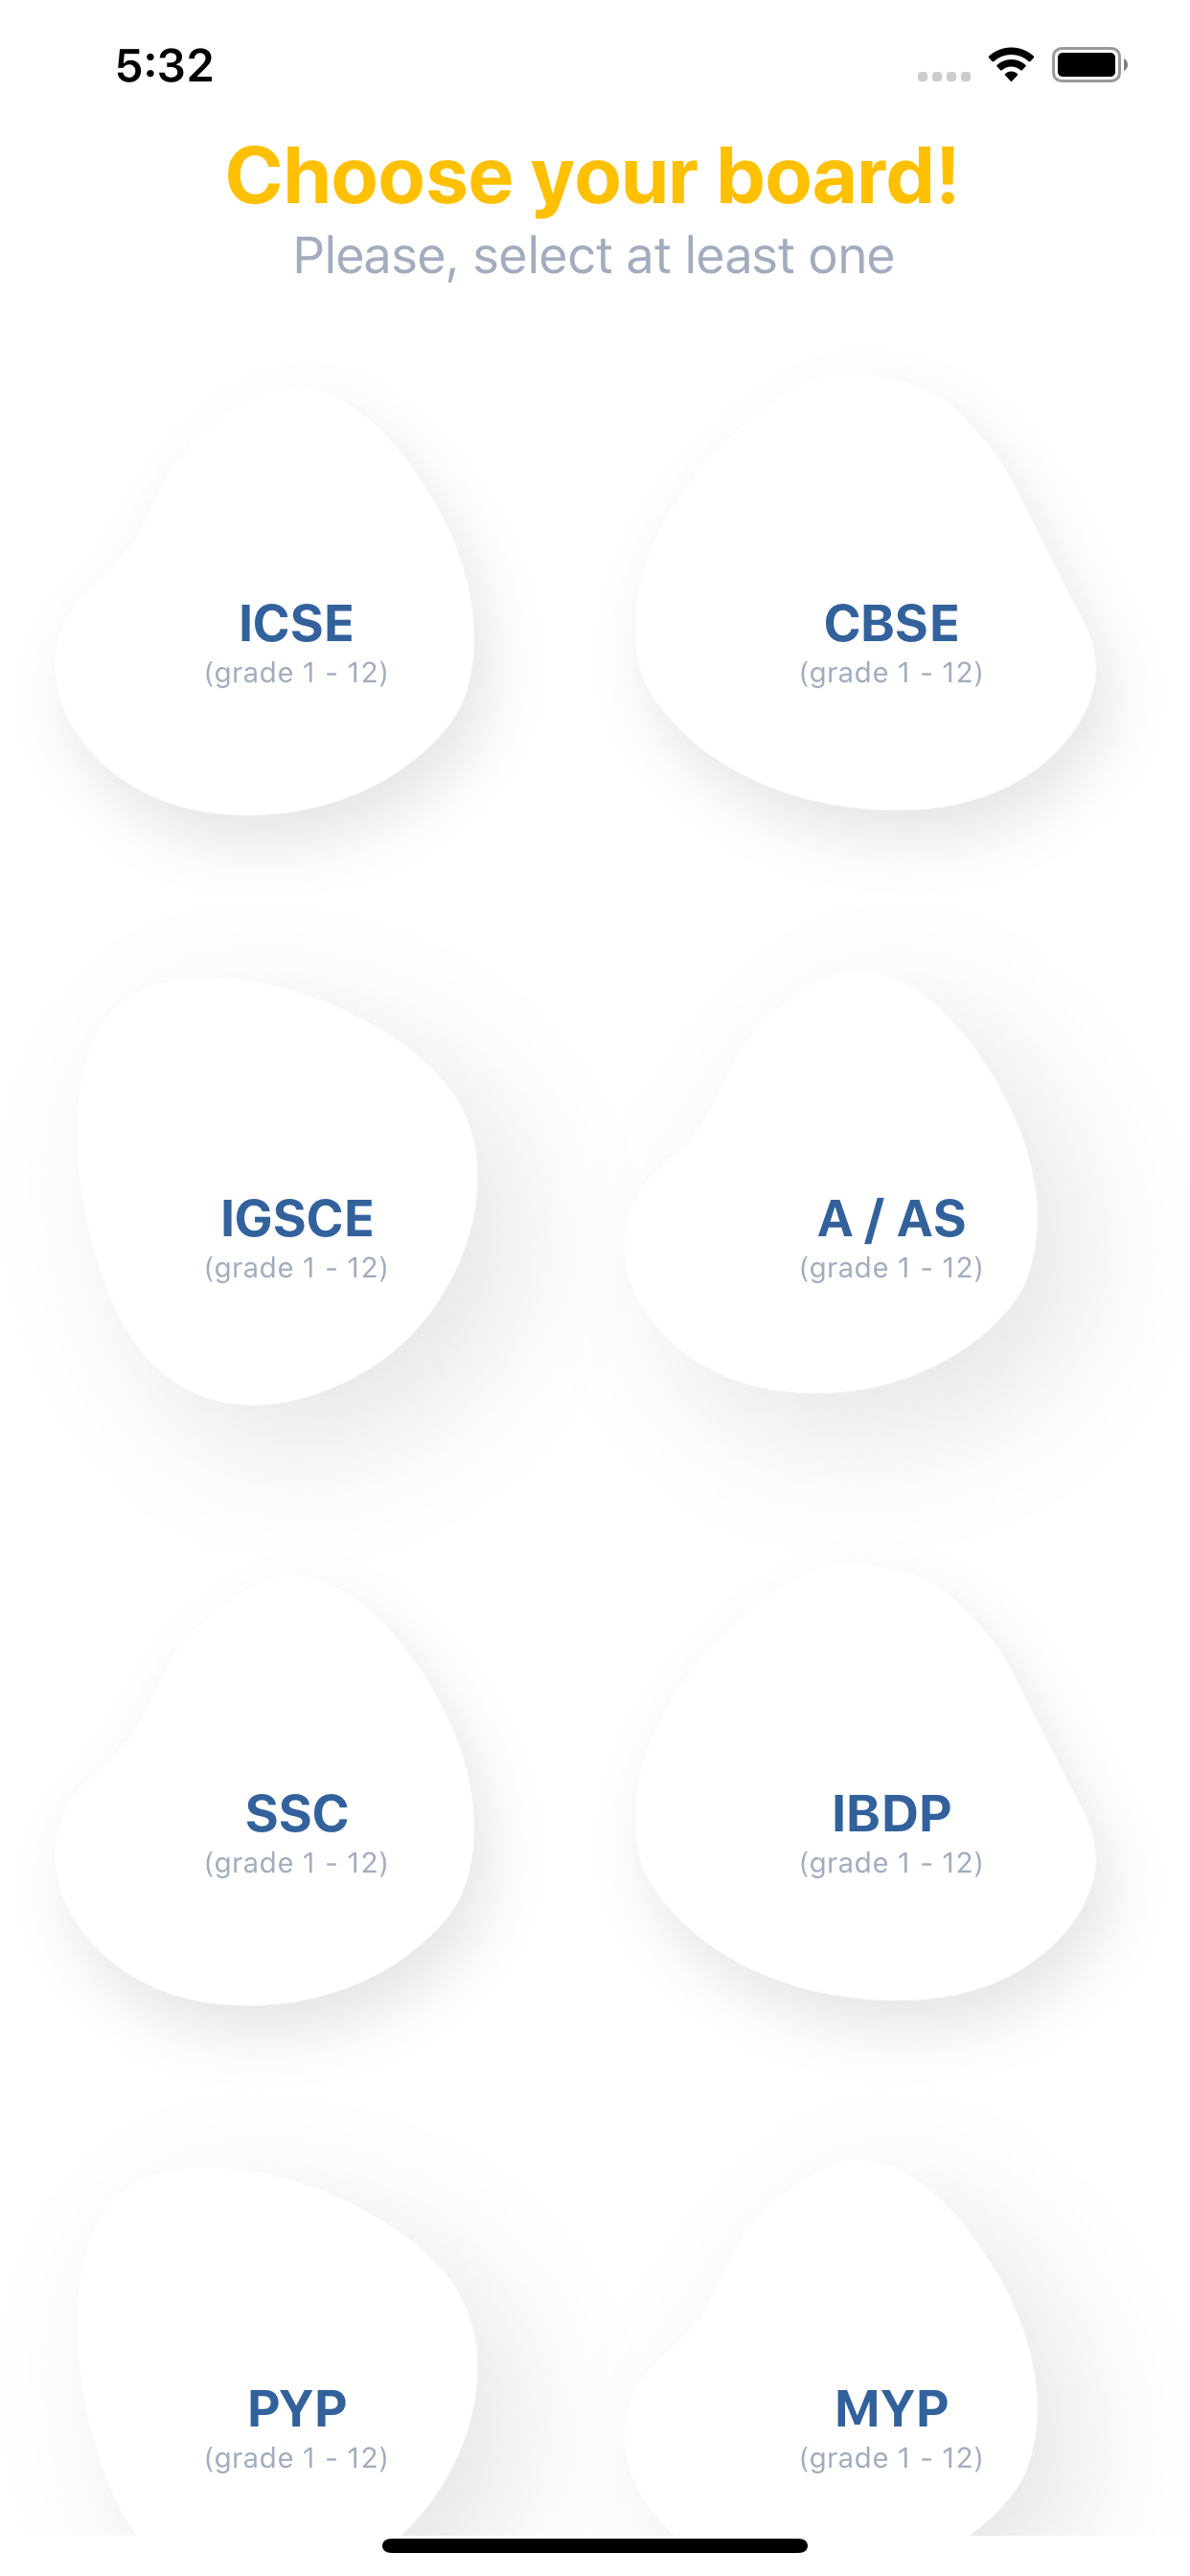 5:32
Choose your board!
Please, select at least one
ICSE
(grade 1 - 12)
CBSE
(grade 1 - 12)
IGSCE
(grade 1 - 12)
A / AS
(grade 1 - 12)
SSC
(grade 1 - 12)
IBDP
(grade 1 - 12)
PYP
(grade 1 - 12)
MYP
(grade 1 - 12)